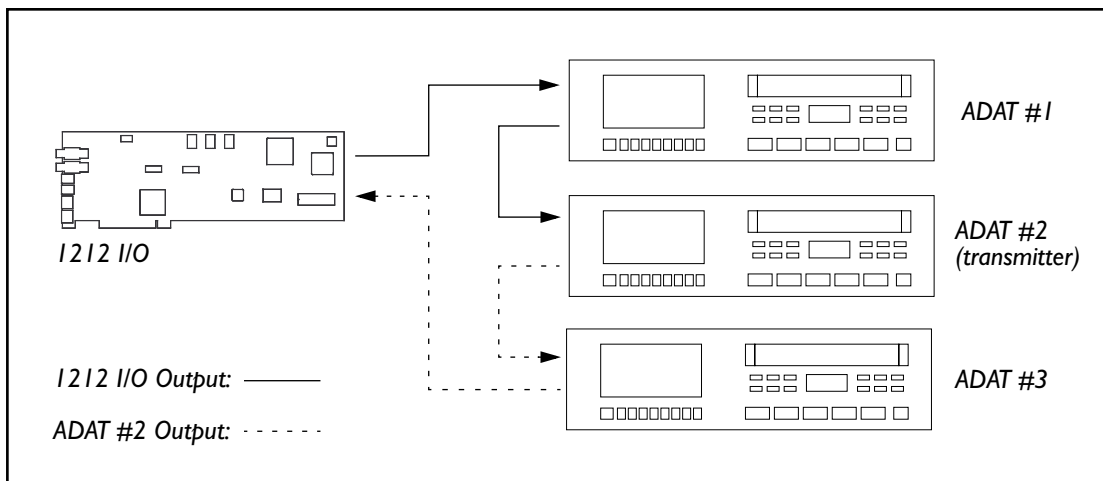 ADAT #1
1212 I/O
ADAT #2
(transmitter)
ADAT #3
1212 I/O Output:
ADAT #2 Output: